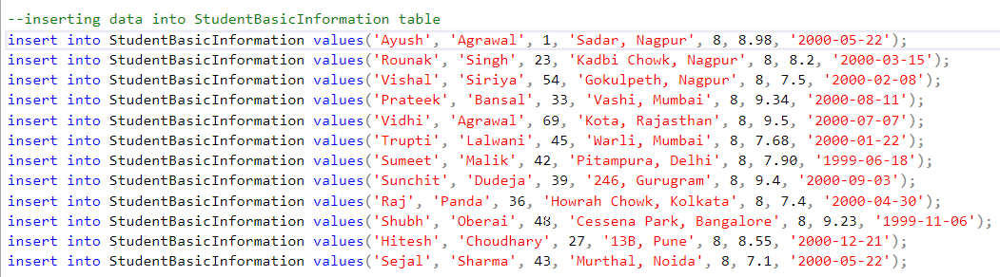 --inserting data into StudentBasicInformation table
insert into StudentBasicInformation values('Ayush', 'Agrawal', 1, 'Sadar, Nagpur', 8, 8.98, '2000-05-22');
insert into StudentBasicInformation values('Rounak', 'Singh', 23, 'Kadbi Chowk, Nagpur', 8, 8.2, '2000-03-15');
insert into StudentBasicInformation values('Vishal', 'Siriya', 54, 'Gokulpeth, Nagpur', 8, 7.5, '2000-02-08');
insert into StudentBasicInformation values('Prateek', 'Bansal', 33, 'Vashi, Mumbai', 8, 9.34, '2000-08-11');
insert into StudentBasicInformation values('Vidhi', 'Agrawal', 69, 'Kota, Rajasthan', 8, 9.5, '2000-07-07');
insert into StudentBasicInformation values('Trupti', 'Lalwani', 45, 'Warli, Mumbai', 8, 7.68, '2000-01-22');
insert into StudentBasicInformation values('Sumeet', 'Malik', 42, 'Pitampura, Delhi', 8, 7.90, '1999-06-18');
insert into StudentBasicInformation values('Sunchit', 'Dudeja', 39, '246, Gurugram', 8, 9.4, '2000-09-03');
insert into StudentBasicInformation values('Raj', 'Panda', 36, 'Howrah Chowk, Kolkata', 8, 7.4, '2000-04-30');
insert into StudentBasicInformation values('Shubh', 'Oberai', 48, 'Cessena Park, Bangalore', 8, 9.23, '1999-11-06');
insert into StudentBasicInformation values('Hitesh', 'Choudhary', 27, '13B, Pune', 8, 8.55, '2000-12-21');
insert into StudentBasicInformation values('Sejal', 'Sharma', 43, 'Murthal, Noida', 8, 7.1, '2000-05-22');